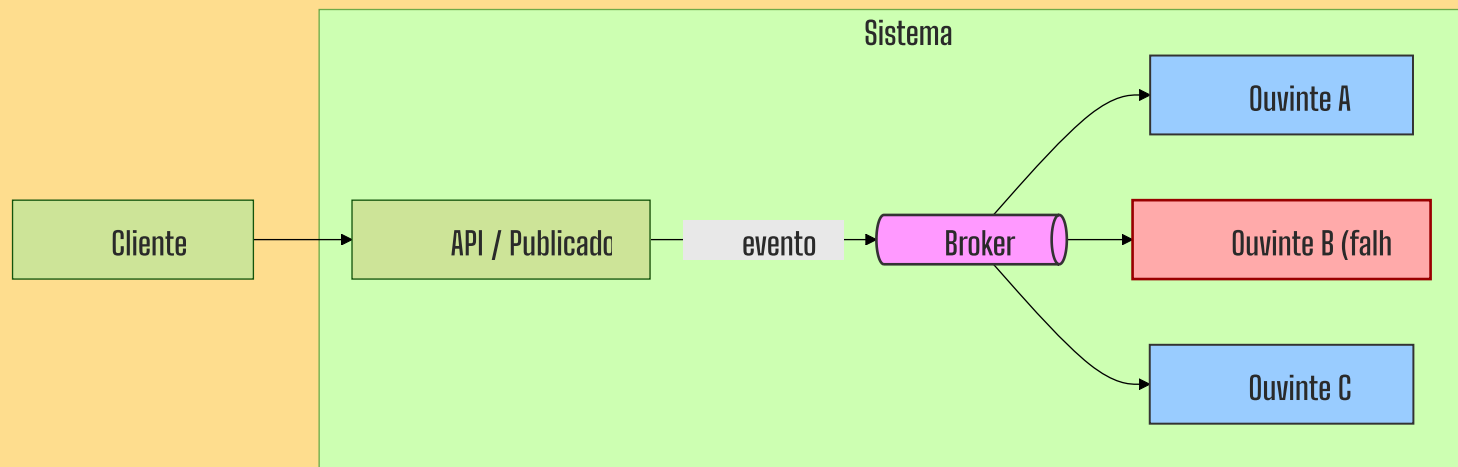 Sistema
Ouvinte A
Cliente
API / Publicado
evento
Broker
Ouvinte B (falh
Ouvinte C